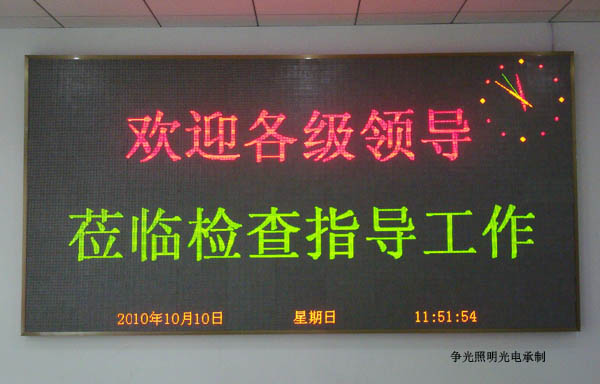 欢迎各级领导
莅临检查指导工作
2010年10月10日 星期日 11:51:54
争光照明光电承制